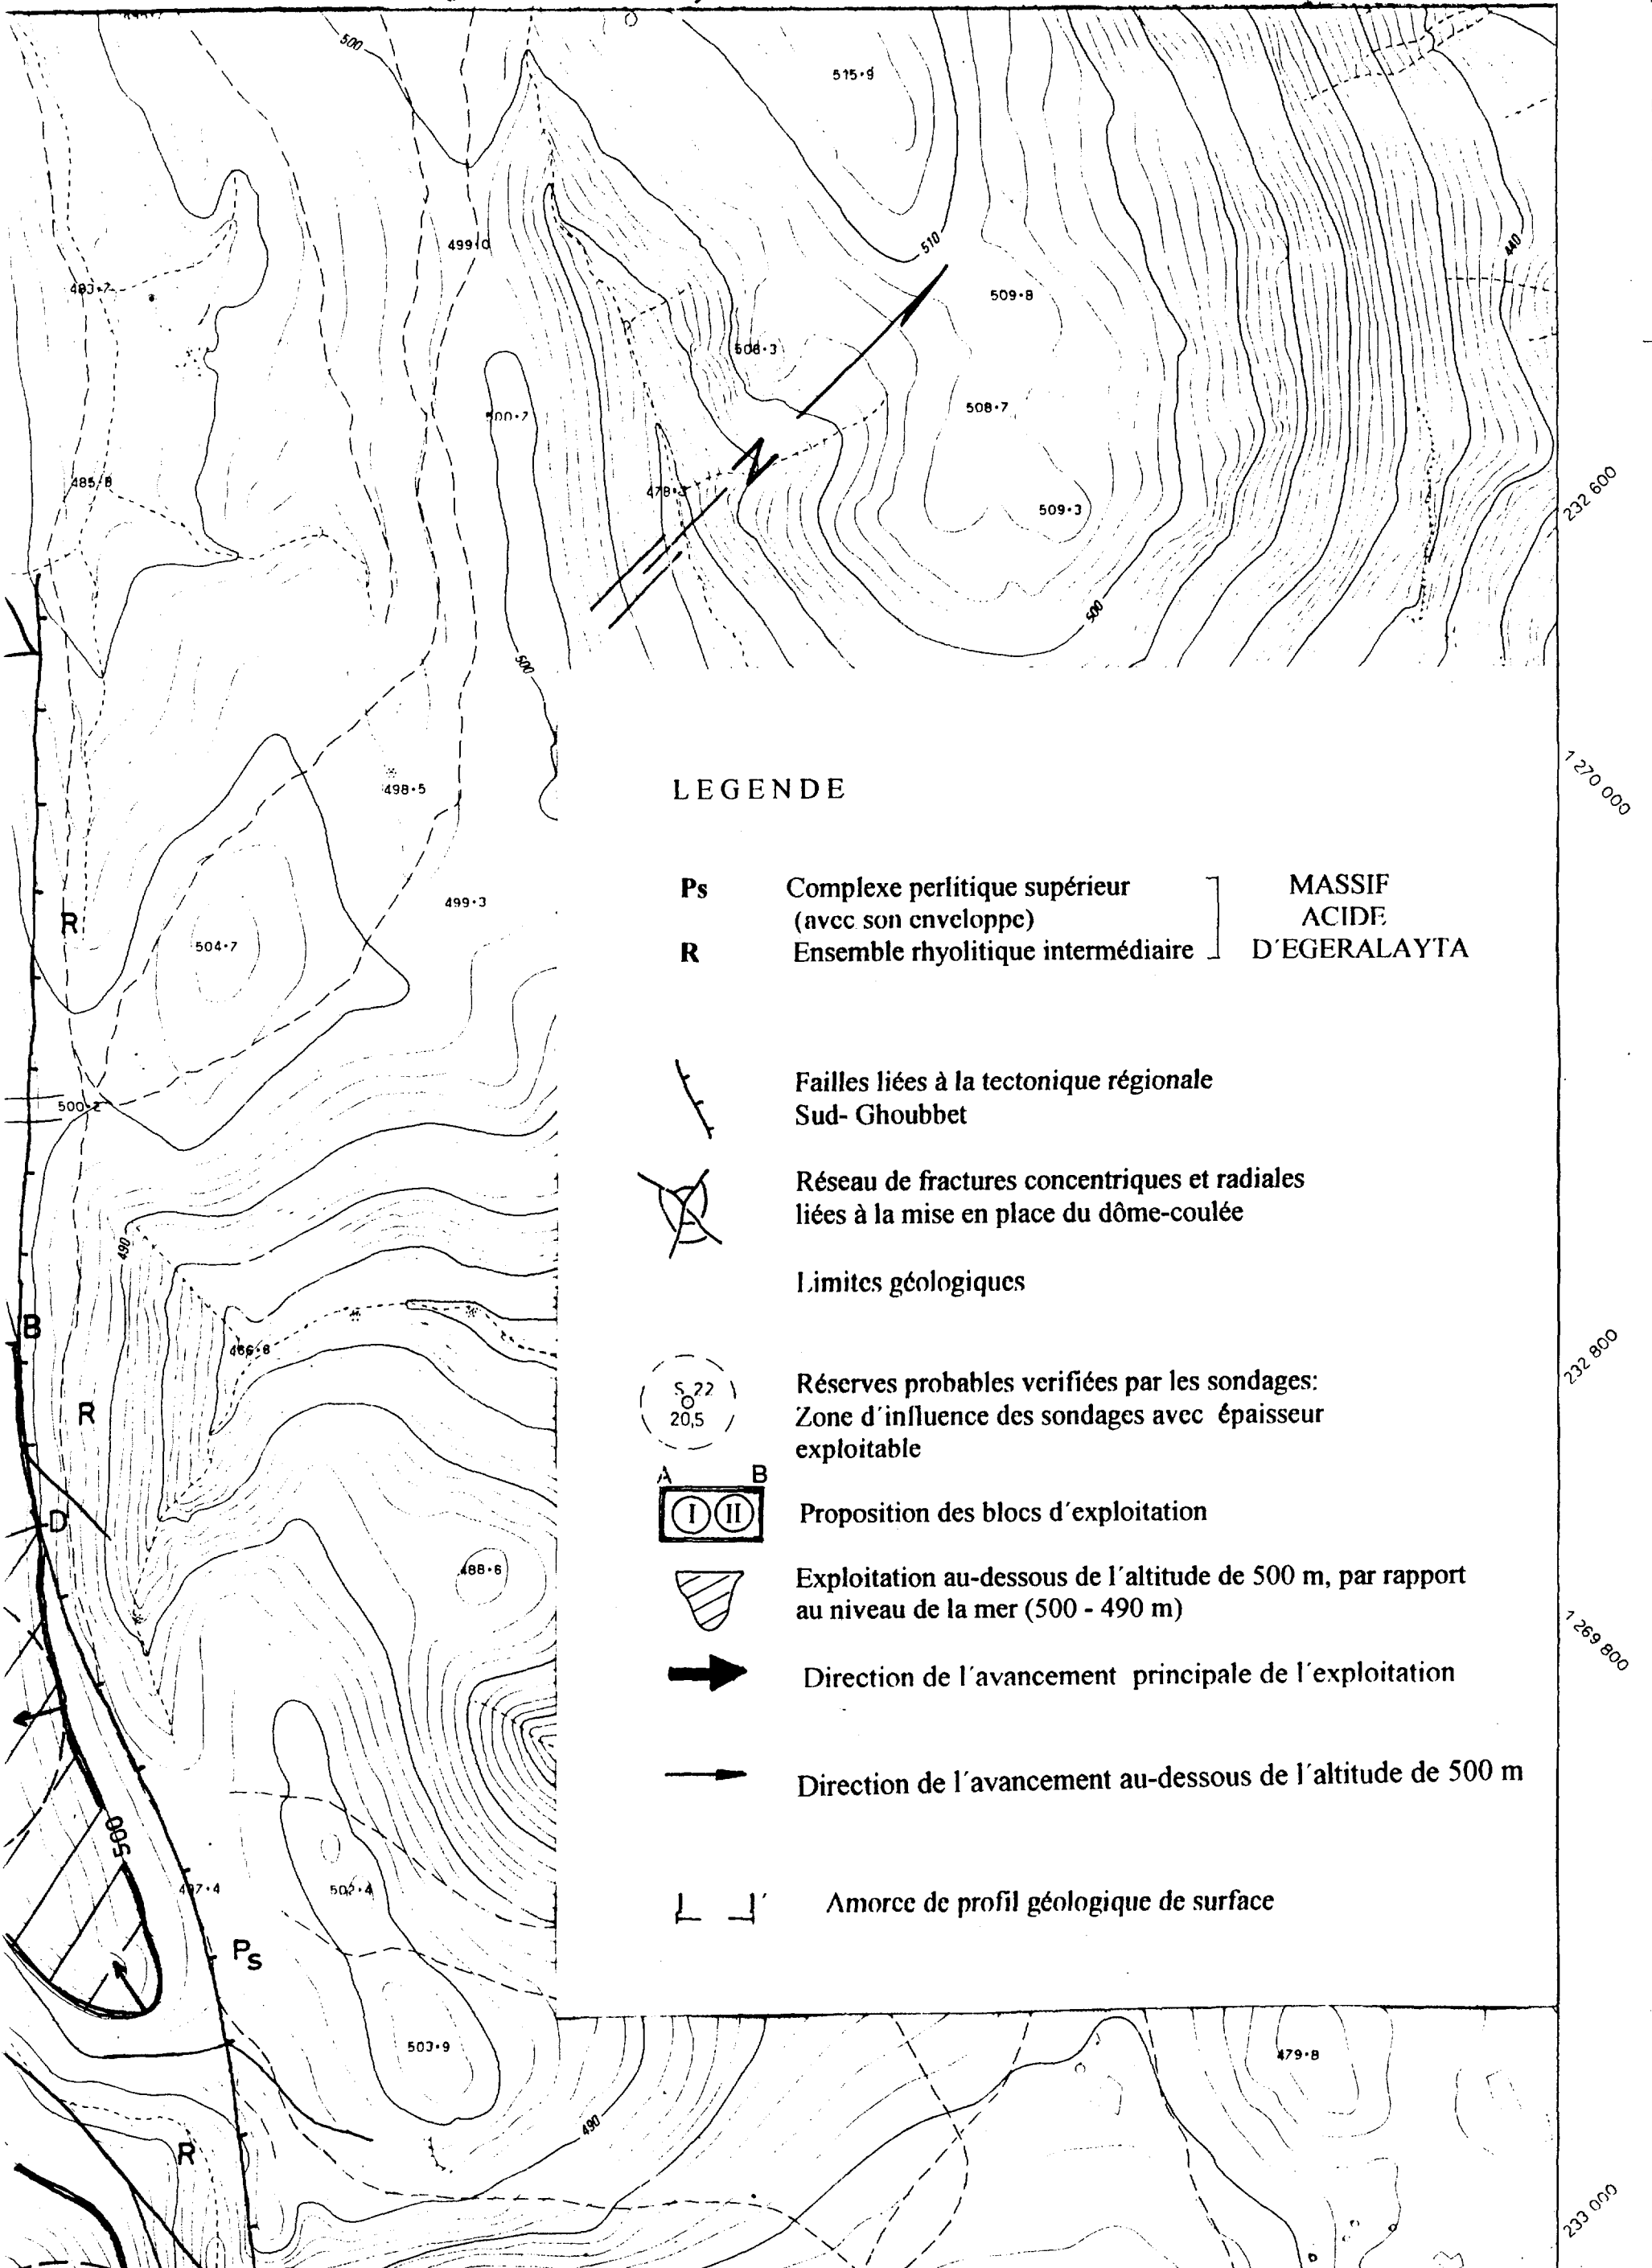 500
515·9
499·0
510
440
483·7
509·8
508·3
500·7
508·7
N
485·8
478·3
509·3
232 600
500
500
1 270 000
498·5
LEGENDE
Ps Complexe perlitique supérieur
(avec son enveloppe)
R Ensemble rhyolitique intermédiaire
MASSIF
ACIDE
D'EGERALAYTA
499·3
R
504·7
Failles liées à la tectonique régionale
Sud- Ghoubbet
500·2
Réseau de fractures concentriques et radiales
liées à la mise en place du dôme-coulée
490
Limites géologiques
B
466·8
232 800
S 22
20,5
Réserves probables verifiées par les sondages:
Zone d'influence des sondages avec épaisseur
exploitable
R
A B
I II
Proposition des blocs d'exploitation
D
488·6
Exploitation au-dessous de l'altitude de 500 m, par rapport
au niveau de la mer (500 - 490 m)
1 269 800
Direction de l'avancement principale de l'exploitation
Direction de l'avancement au-dessous de l'altitude de 500 m
500
497·4
502·4
Amorce de profil géologique de surface
Ps
503·9
479·8
490
R
233 000